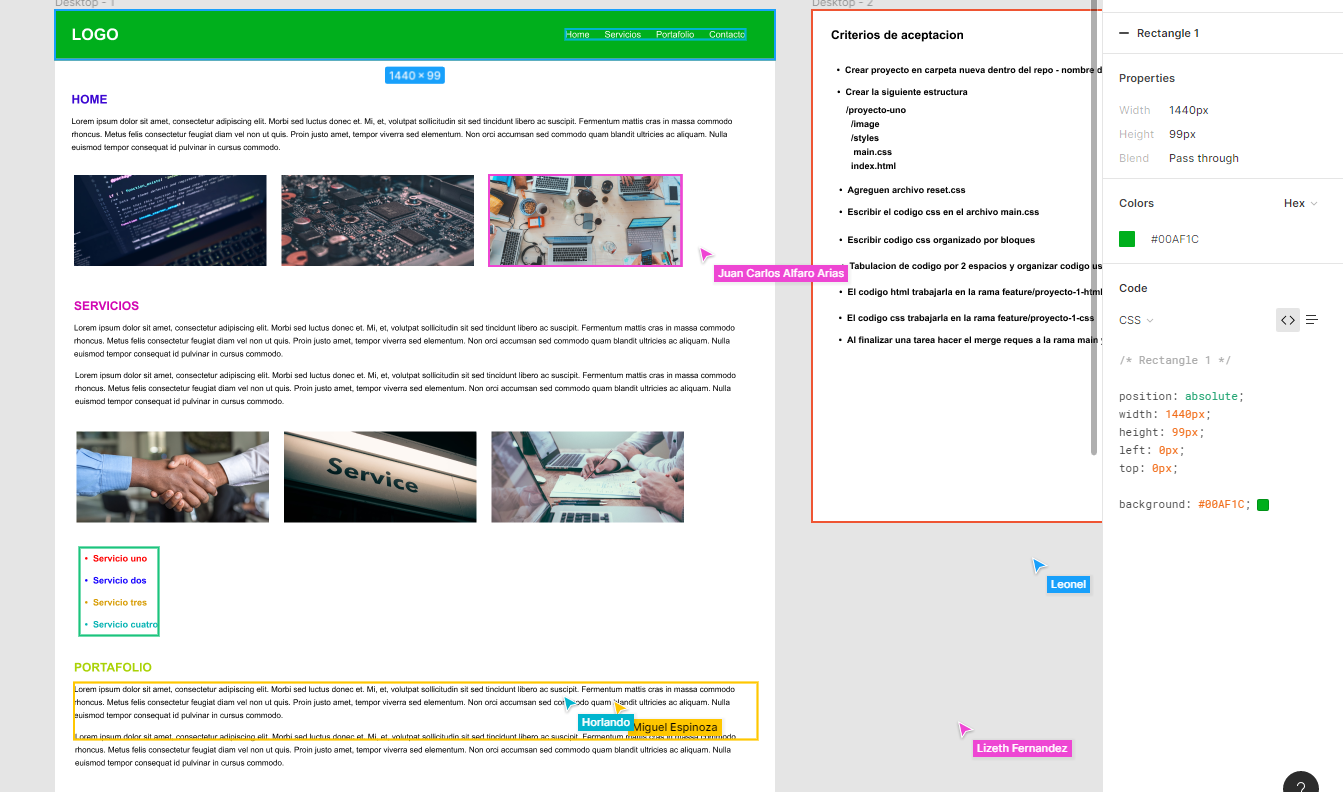 Desktop - 1
LOGO
Home Servicios Portafolio Contacto
1440 × 99
HOME
Lorem ipsum dolor sit amet, consectetur adipiscing elit. Morbi sed luctus donec et. Mi, et, volutpat sollicitudin sit sed tincidunt libero ac suscipit. Fermentum mattis cras in massa commodo
rhoncus. Metus felis consectetur feugiat diam vel non ut quis. Proin justo amet, tempor viverra sed elementum. Non orci accumsan sed commodo quam blandit ultricies ac aliquam. Nulla
euismod tempor consequat id pulvinar in cursus commodo.
Juan Carlos Alfaro Arias
SERVICIOS
Lorem ipsum dolor sit amet, consectetur adipiscing elit. Morbi sed luctus donec et. Mi, et, volutpat sollicitudin sit sed tincidunt libero ac suscipit. Fermentum mattis cras in massa commodo
rhoncus. Metus felis consectetur feugiat diam vel non ut quis. Proin justo amet, tempor viverra sed elementum. Non orci accumsan sed commodo quam blandit ultricies ac aliquam. Nulla
euismod tempor consequat id pulvinar in cursus commodo.
Lorem ipsum dolor sit amet, consectetur adipiscing elit. Morbi sed luctus donec et. Mi, et, volutpat sollicitudin sit sed tincidunt libero ac suscipit. Fermentum mattis cras in massa commodo
rhoncus. Metus felis consectetur feugiat diam vel non ut quis. Proin justo amet, tempor viverra sed elementum. Non orci accumsan sed commodo quam blandit ultricies ac aliquam. Nulla
euismod tempor consequat id pulvinar in cursus commodo.
Service
• Servicio uno
• Servicio dos
• Servicio tres
• Servicio cuatro
PORTAFOLIO
Lorem ipsum dolor sit amet, consectetur adipiscing elit. Morbi sed luctus donec et. Mi, et, volutpat sollicitudin sit sed tincidunt libero ac suscipit. Fermentum mattis cras in massa commodo
rhoncus. Metus felis consectetur feugiat diam vel non ut quis. Proin justo amet, tempor viverra sed elementum. Non orci accumsan sed commodo quam blandit ultricies ac aliquam. Nulla
euismod tempor consequat id pulvinar in cursus commodo.
Horlando
Miguel Espinoza
Lorem ipsum dolor sit amet, consectetur adipiscing elit. Morbi sed luctus donec et. Mi, et, volutpat sollicitudin sit sed tincidunt libero ac suscipit. Fermentum mattis cras in massa commodo
rhoncus. Metus felis consectetur feugiat diam vel non ut quis. Proin justo amet, tempor viverra sed elementum. Non orci accumsan sed commodo quam blandit ultricies ac aliquam. Nulla
euismod tempor consequat id pulvinar in cursus commodo.
Desktop - 2
Criterios de aceptacion
• Crear proyecto en carpeta nueva dentro del repo - nombre d
• Crear la siguiente estructura
/proyecto-uno
/image
/styles
main.css
index.html
• Agreguen archivo reset.css
• Escribir el codigo css en el archivo main.css
• Escribir codigo css organizado por bloques
Tabulacion de codigo por 2 espacios y organizar codigo us
• El codigo html trabajarla en la rama feature/proyecto-1-html
• El codigo css trabajarla en la rama feature/proyecto-1-css
• Al finalizar una tarea hacer el merge reques a la rama main
Leonel
Lizeth Fernandez
Rectangle 1
Properties
Width 1440px
Height 99px
Blend Pass through
Colors Hex
#00AF1C
Code
CSS
/* Rectangle 1 */
position: absolute;
width: 1440px;
height: 99px;
left: 0px;
top: 0px;
background: #00AF1C;
?